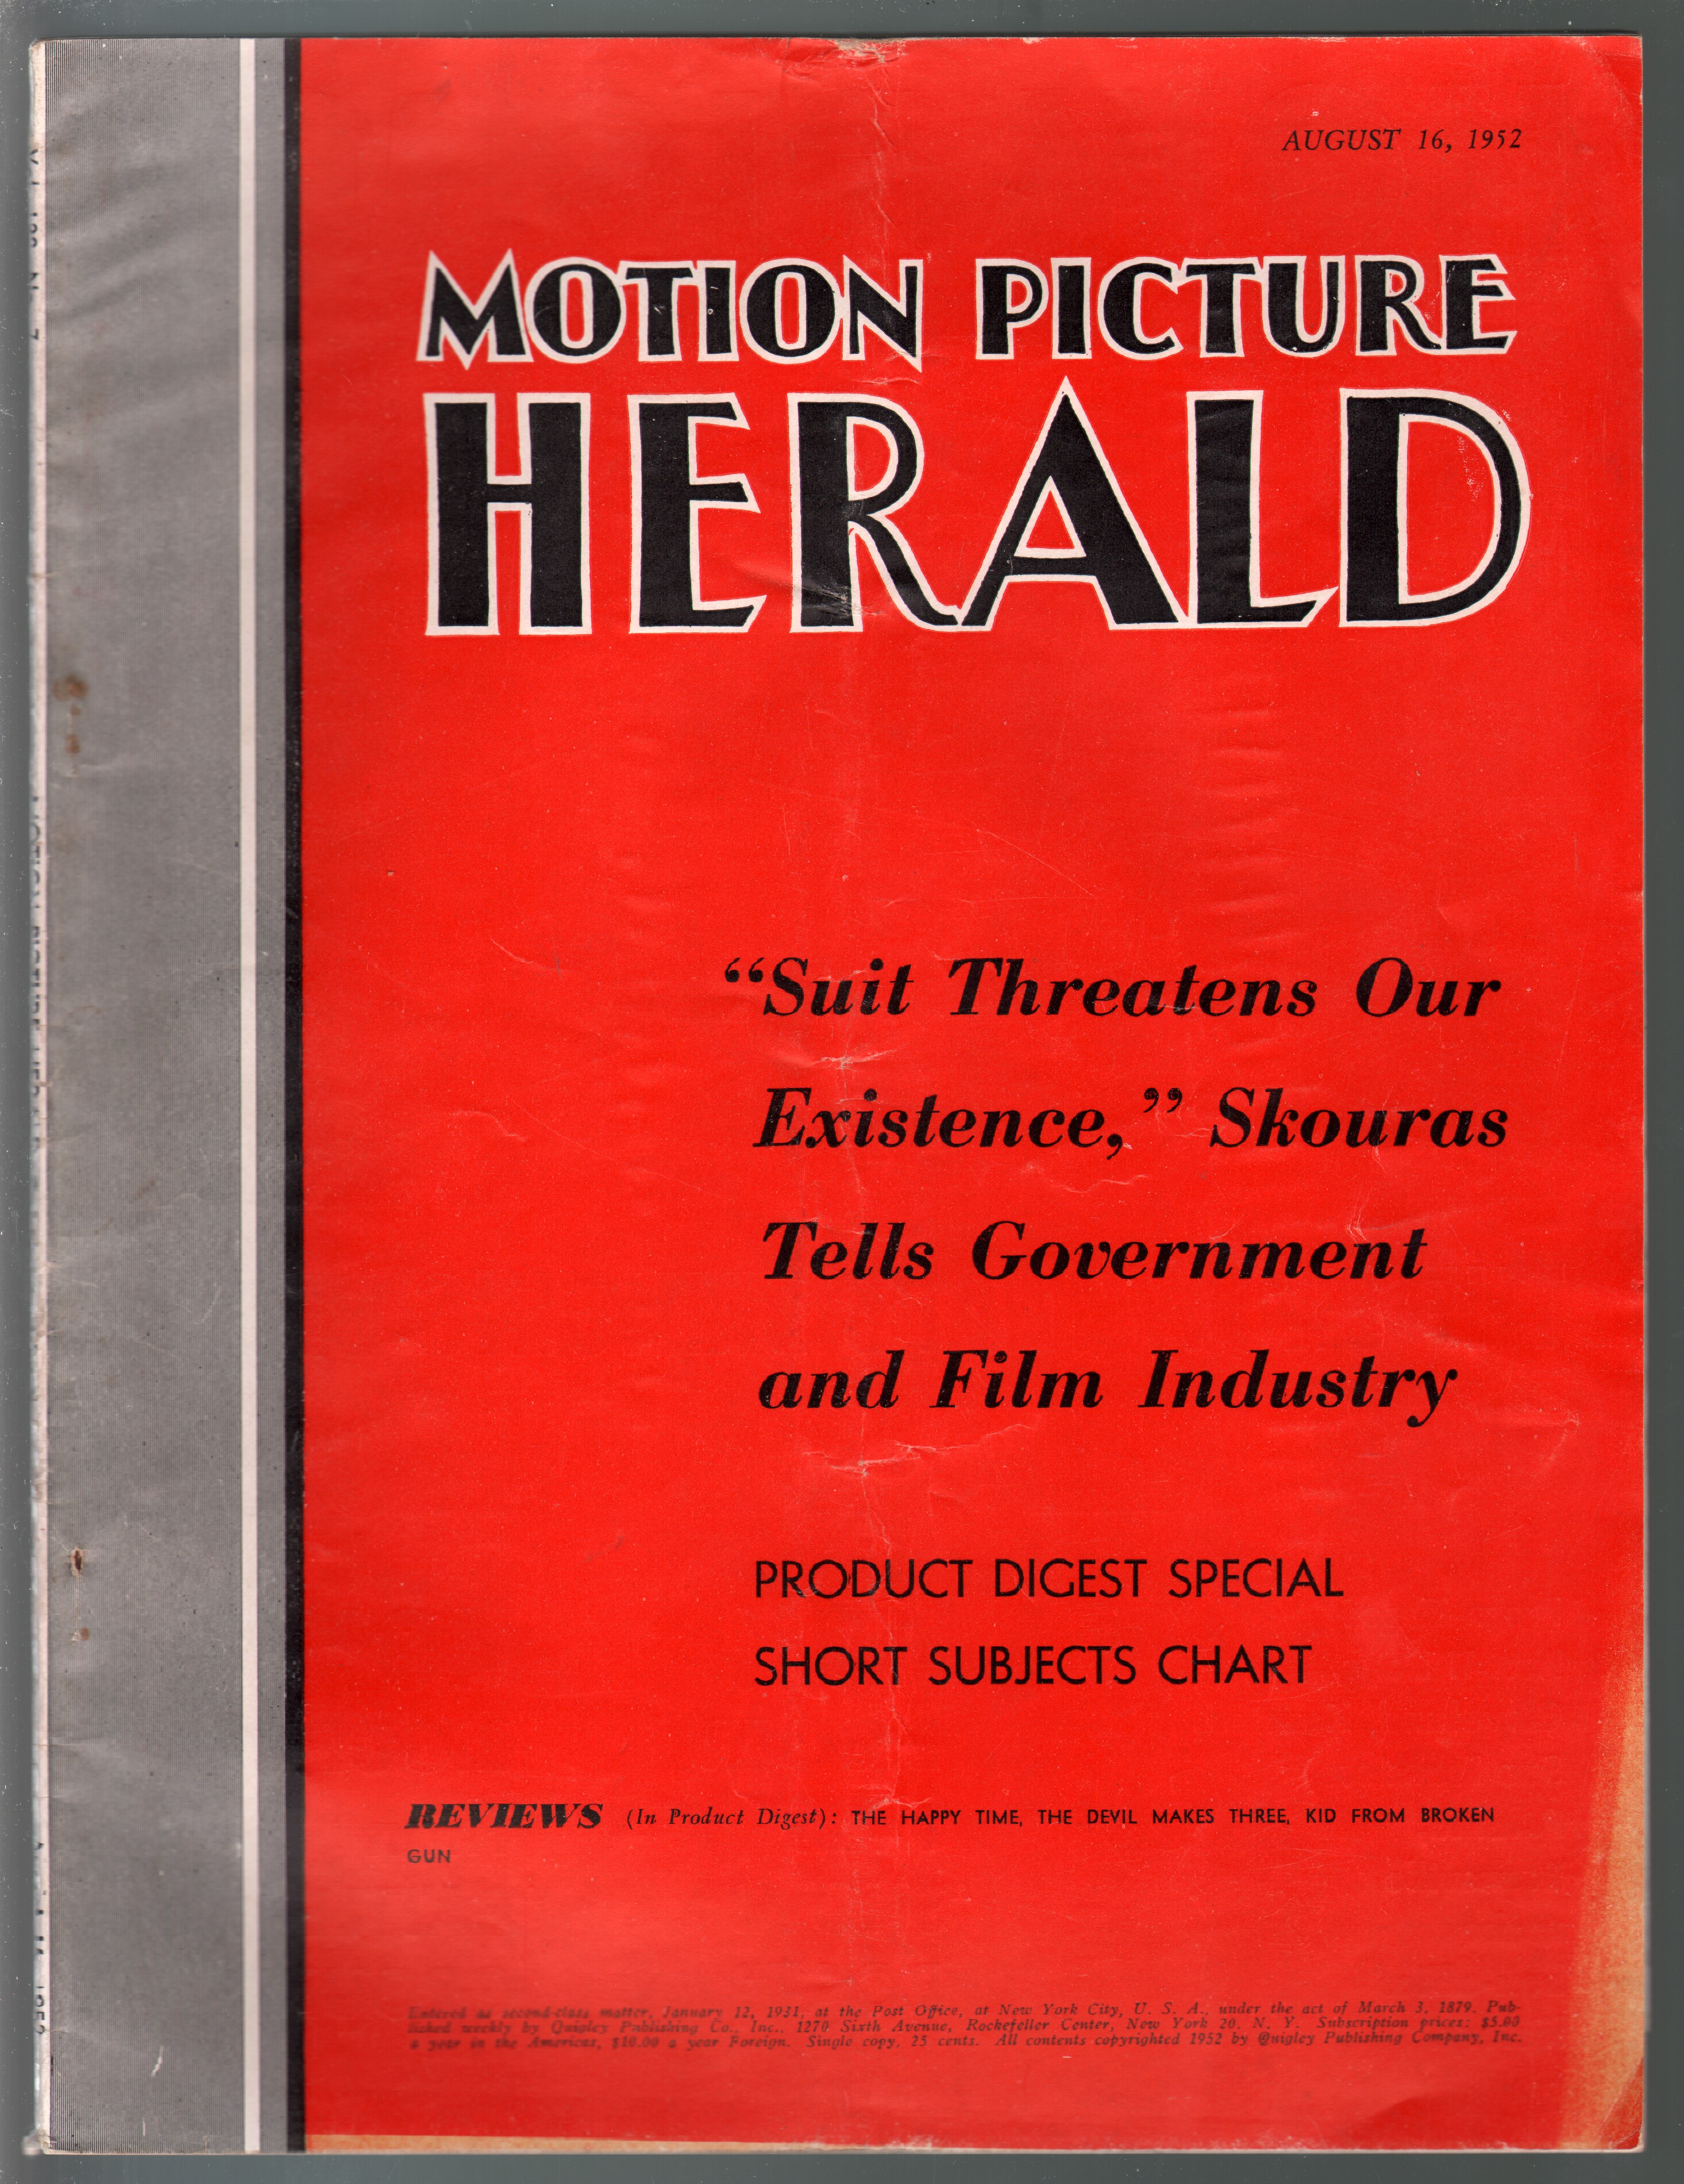 AUGUST 16, 1952
MOTION PICTURE
HERALD
“Suit Threatens Our
Existence,” Skouras
Tells Government
and Film Industry
PRODUCT DIGEST SPECIAL
SHORT SUBJECTS CHART
REVIEWS (In Product Digest): THE HAPPY TIME, THE DEVIL MAKES THREE, KID FROM BROKEN
GUN
Entered as second-class matter, January 12, 1931, at the Post Office, at New York City, U. S. A., under the act of March 3, 1879. Pub-
lished weekly by Quigley Publishing Co., Inc., 1270 Sixth Avenue, Rockefeller Center, New York 20, N. Y. Subscription prices: $5.00
a year in the Americas, $10.00 a year Foreign. Single copy, 25 cents. All contents copyrighted 1952 by Quigley Publishing Company, Inc.